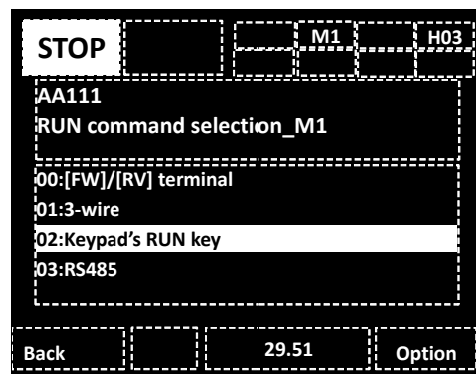 STOP M1 H03
AA111
RUN command selection_M1
00:[FW]/[RV] terminal
01:3-wire
02:Keypad's RUN key
03:RS485
Back 29.51 Option